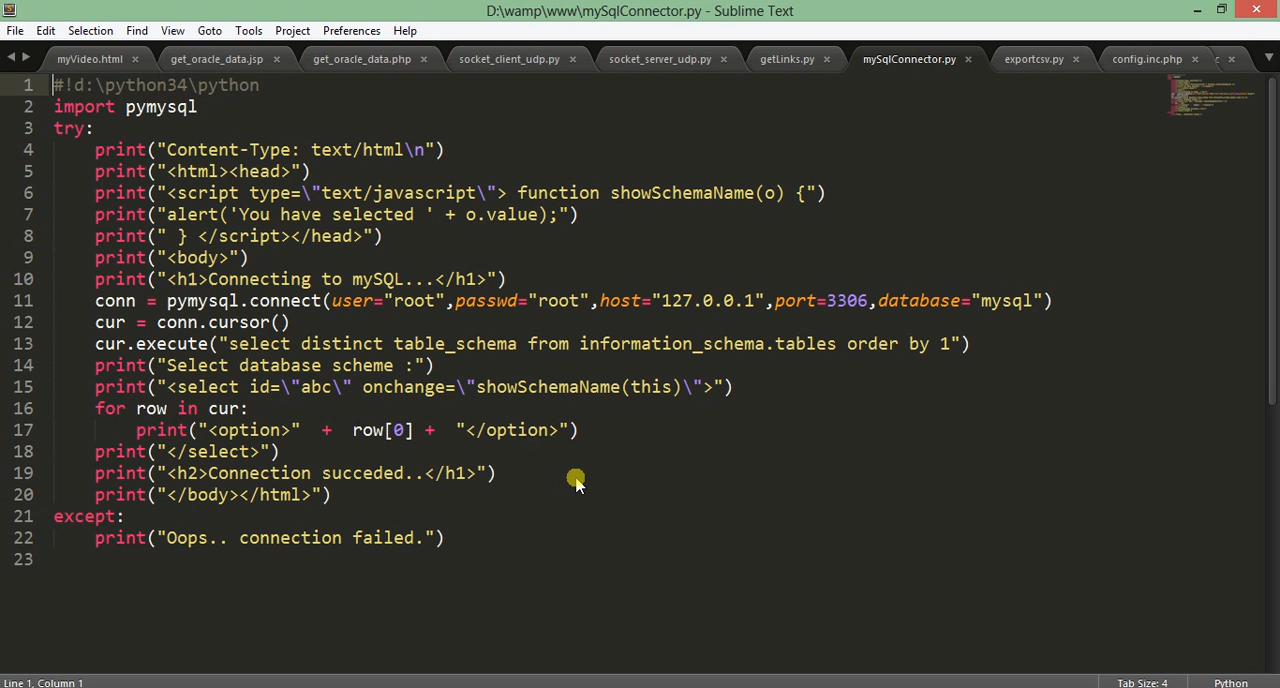 D:\wamp\www\mySqlConnector.py - Sublime Text
File Edit Selection Find View Goto Tools Project Preferences Help
myVideo.html × get_oracle_data.jsp × get_oracle_data.php × socket_client_udp.py × socket_server_udp.py × getLinks.py × mySqlConnector.py × exportcsv.py × config.inc.php × c ×
1 #!d:\python34\python
2 import pymysql
3 try:
4 print("Content-Type: text/html\n")
5 print("<html><head>")
6 print("<script type=\"text/javascript\"> function showSchemaName(o) {")
7 print("alert('You have selected ' + o.value);")
8 print(" } </script></head>")
9 print("<body>")
10 print("<h1>Connecting to mySQL...</h1>")
11 conn = pymysql.connect(user="root",passwd="root",host="127.0.0.1",port=3306,database="mysql")
12 cur = conn.cursor()
13 cur.execute("select distinct table_schema from information_schema.tables order by 1")
14 print("Select database scheme :")
15 print("<select id=\"abc\" onchange=\"showSchemaName(this)\">")
16 for row in cur:
17 print("<option>" + row[0] + "</option>")
18 print("</select>")
19 print("<h2>Connection succeded..</h1>")
20 print("</body></html>")
21 except:
22 print("Oops.. connection failed.")
23
Line 1, Column 1 Tab Size: 4 Python